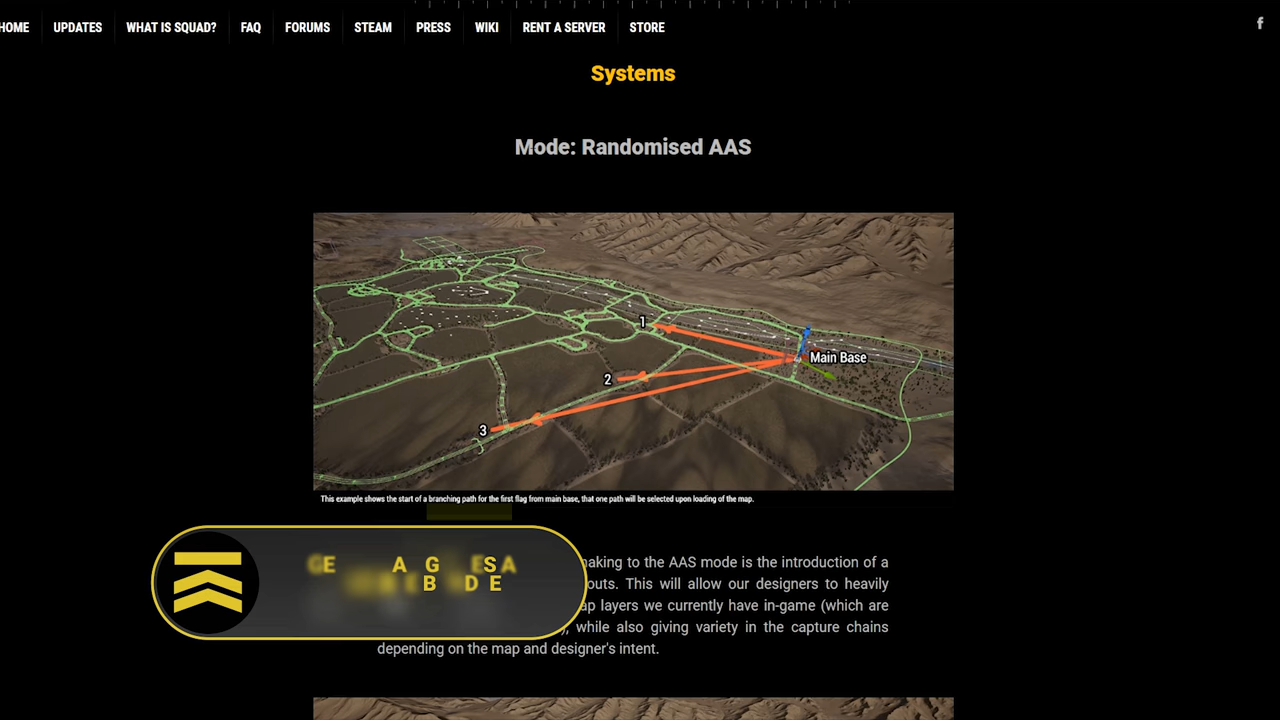 HOME UPDATES WHAT IS SQUAD? FAQ FORUMS STEAM PRESS WIKI RENT A SERVER STORE
Systems
Mode: Randomised AAS
1
Main Base
2
3
This example shows the start of a branching path for the first flag from main base, that one path will be selected upon loading of the map.
to the AAS mode is the introduction of a
This will allow our designers to heavily
layers we currently have in-game (which are
while also giving variety in the capture chains
depending on the map and designer's intent.